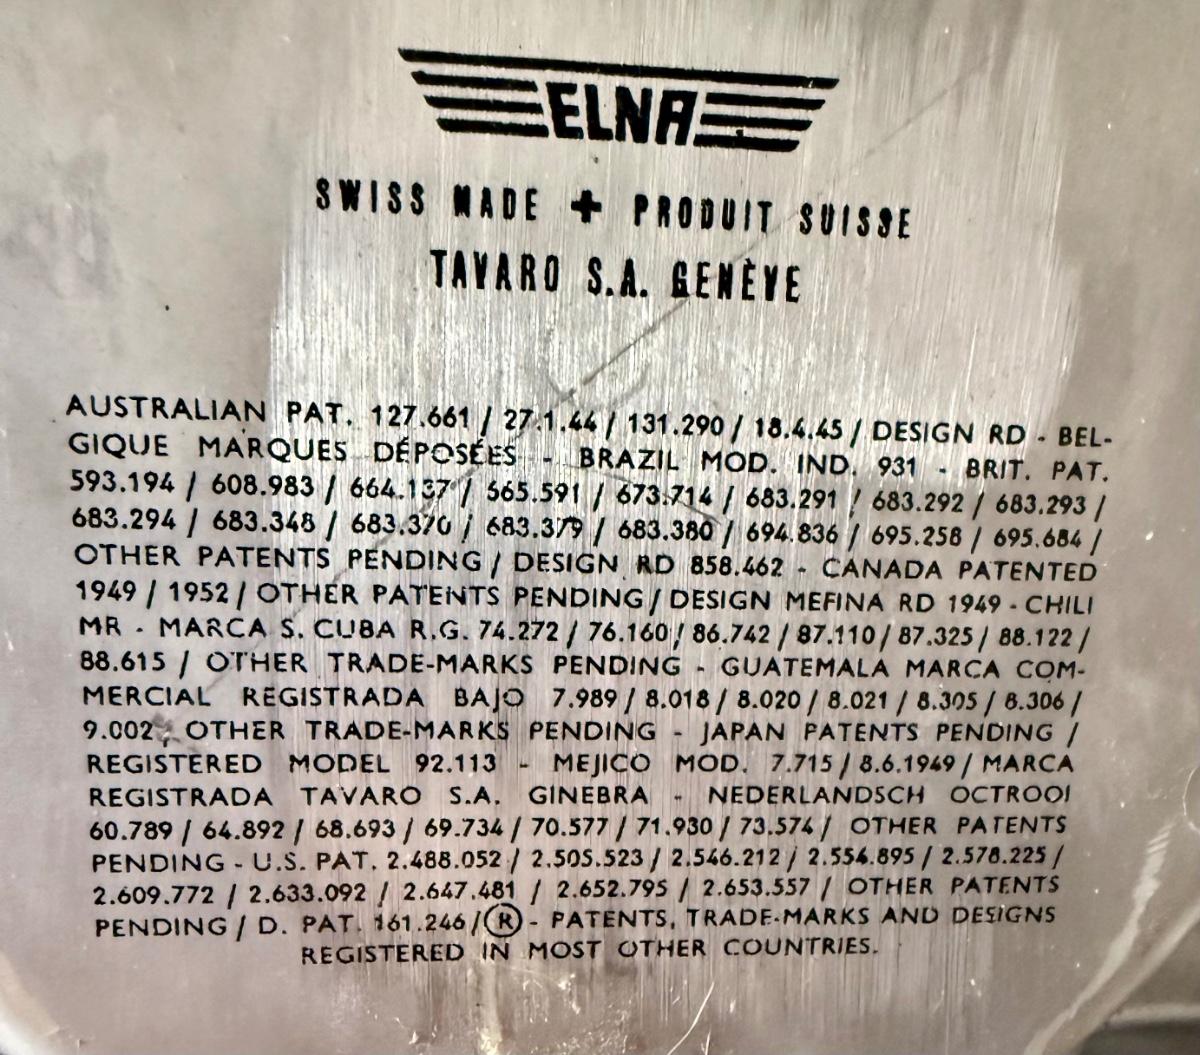 ELNA
SWISS MADE + PRODUIT SUISSE
TAVARO S.A. GENÈVE
AUSTRALIAN PAT. 127.661 / 27.1.44 / 131.290 / 18.4.45 / DESIGN RD - BEL-
GIQUE MARQUES DÉPOSÉES - BRAZIL MOD. IND. 931 - BRIT. PAT.
593.194 / 608.983 / 664.137 / 665.591 / 673.714 / 683.291 / 683.292 / 683.293 /
683.294 / 683.348 / 683.370 / 683.379 / 683.380 / 694.836 / 695.258 / 695.684 /
OTHER PATENTS PENDING / DESIGN RD 858.462 - CANADA PATENTED
1949 / 1952 / OTHER PATENTS PENDING / DESIGN MEFINA RD 1949 - CHILI
MR - MARCA S. CUBA R.G. 74.272 / 76.160 / 86.742 / 87.110 / 87.325 / 88.122 /
88.615 / OTHER TRADE-MARKS PENDING - GUATEMALA MARCA COM-
MERCIAL REGISTRADA BAJO 7.989 / 8.018 / 8.020 / 8.021 / 8.305 / 8.306 /
9.002, OTHER TRADE-MARKS PENDING - JAPAN PATENTS PENDING /
REGISTERED MODEL 92.113 - MEJICO MOD. 7.715 / 8.6.1949 / MARCA
REGISTRADA TAVARO S.A. GINEBRA - NEDERLANDSCH OCTROOI
60.789 / 64.892 / 68.693 / 69.734 / 70.577 / 71.930 / 73.574 / OTHER PATENTS
PENDING - U.S. PAT. 2.488.052 / 2.505.523 / 2.546.212 / 2.554.895 / 2.578.225 /
2.609.772 / 2.633.092 / 2.647.481 / 2.652.795 / 2.653.557 / OTHER PATENTS
PENDING / D. PAT. 161.246 / ® - PATENTS, TRADE-MARKS AND DESIGNS
REGISTERED IN MOST OTHER COUNTRIES.